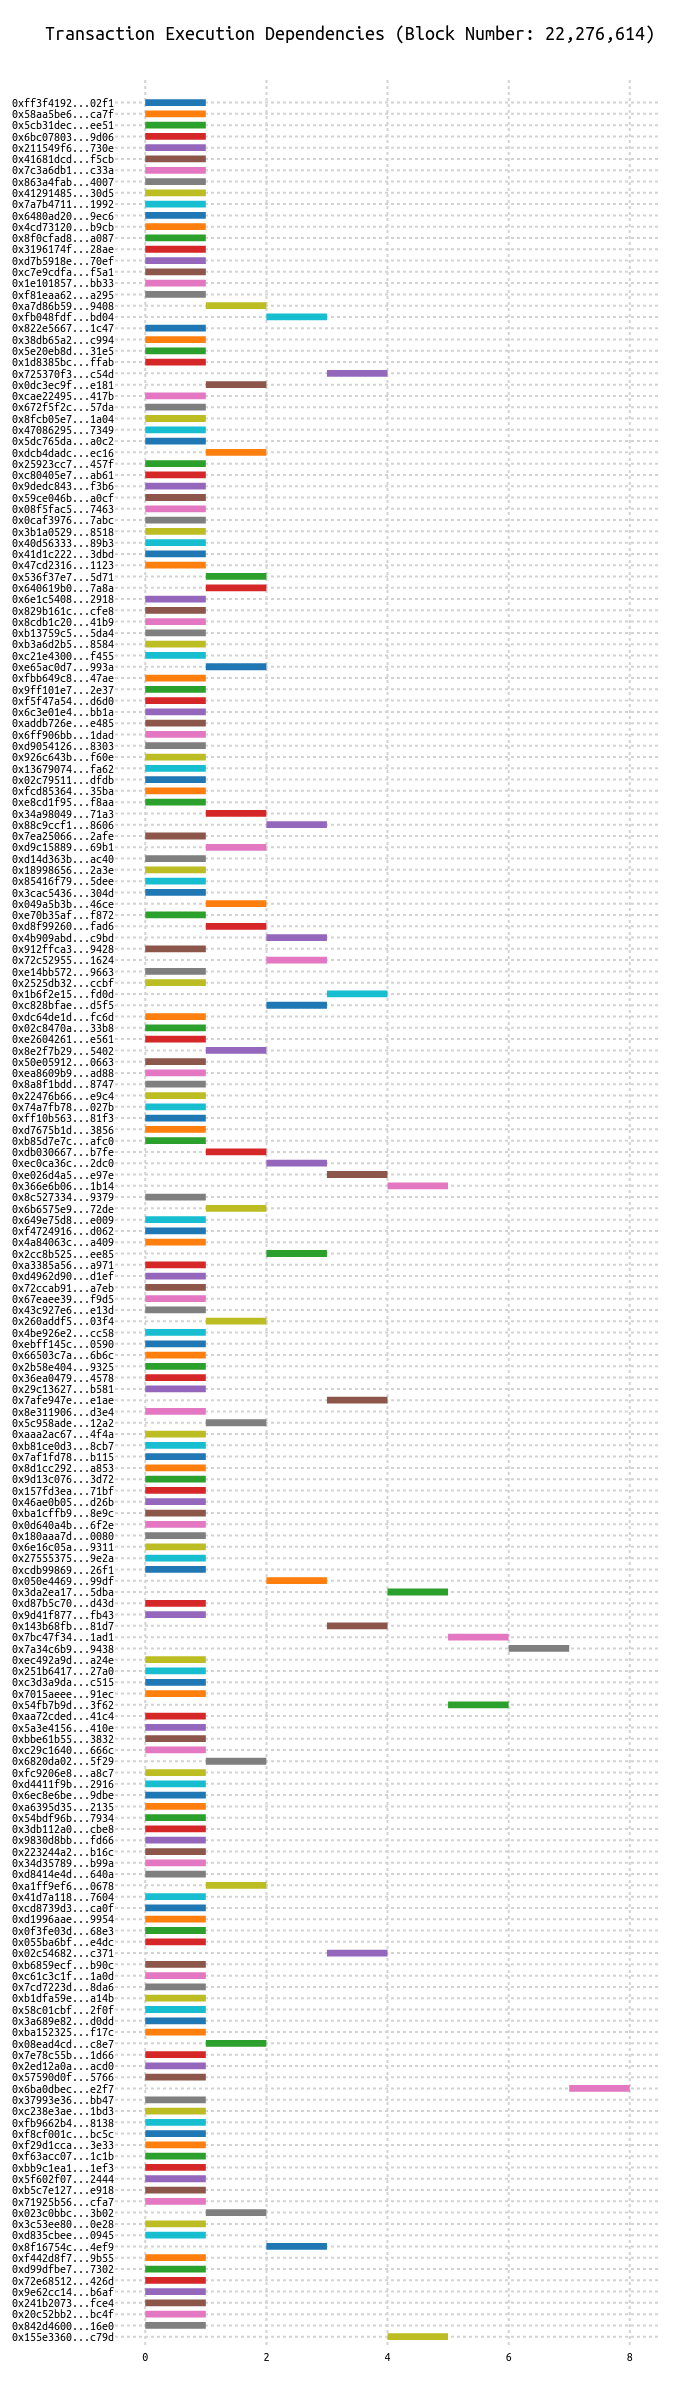 Transaction Execution Dependencies (Block Number: 22,276,614)
0xff3f4192...02f1
0x58aa5be6...ca7f
0x5cb31dec...ee51
0x6bc07803...9d06
0x211549f6...730e
0x41681dcd...f5cb
0x7c3a6db1...c33a
0x863a4fab...4007
0x41291485...30d5
0x7a7b4711...1992
0x6480ad20...9ec6
0x4cd73120...b9cb
0x8f0cfad8...a087
0x3196174f...28ae
0xd7b5918e...70ef
0xc7e9cdfa...f5a1
0x1e101857...bb33
0xf81eaa62...a295
0xa7d86b59...9408
0xfb048fdf...bd04
0x822e5667...1c47
0x38db65a2...c994
0x5e20eb8d...31e5
0x1d8385bc...ffab
0x725370f3...c54d
0x0dc3ec9f...e181
0xcae22495...417b
0x672f5f2c...57da
0x8fcb05e7...1a04
0x47086295...7349
0x5dc765da...a0c2
0xdcb4dadc...ec16
0x25923cc7...457f
0xc80405e7...ab61
0x9dedc843...f3b6
0x59ce046b...a0cf
0x08f5fac5...7463
0x0caf3976...7abc
0x3b1a0529...8518
0x40d56333...89b3
0x41d1c222...3dbd
0x47cd2316...1123
0x536f37e7...5d71
0x640619b0...7a8a
0x6e1c5408...2918
0x829b161c...cfe8
0x8cdb1c20...41b9
0xb13759c5...5da4
0xb3a6d2b5...8584
0xc21e4300...f455
0xe65ac0d7...993a
0xfbb649c8...47ae
0x9ff101e7...2e37
0xf5f47a54...d6d0
0x6c3e01e4...bb1a
0xaddb726e...e485
0x6ff906bb...1dad
0xd9054126...8303
0x926c643b...f60e
0x13679074...fa62
0x02c79511...dfdb
0xfcd85364...35ba
0xe8cd1f95...f8aa
0x34a98049...71a3
0x88c9ccf1...8606
0x7ea25066...2afe
0xd9c15889...69b1
0xd14d363b...ac40
0x18998656...2a3e
0x85416f79...5dee
0x3cac5436...304d
0x049a5b3b...46ce
0xe70b35af...f872
0xd8f99260...fad6
0x4b909abd...c9bd
0x912ffca3...9428
0x72c52955...1624
0xe14bb572...9663
0x2525db32...ccbf
0x1b6f2e15...fd0d
0xc828bfae...d5f5
0xdc64de1d...fc6d
0x02c8470a...33b8
0xe2604261...e561
0x8e2f7b29...5402
0x50e05912...0663
0xea8609b9...ad88
0x8a8f1bdd...8747
0x22476b66...e9c4
0x74a7fb78...027b
0xff10b563...81f3
0xd7675b1d...3856
0xb85d7e7c...afc0
0xdb030667...b7fe
0xec0ca36c...2dc0
0xe026d4a5...e97e
0x366e6b06...1b14
0x8c527334...9379
0x6b6575e9...72de
0x649e75d8...e009
0xf4724916...d062
0x4a84063c...a409
0x2cc8b525...ee85
0xa3385a56...a971
0xd4962d90...d1ef
0x72ccab91...a7eb
0x67eaee39...f9d5
0x43c927e6...e13d
0x260addf5...03f4
0x4be926e2...cc58
0xebff145c...0590
0x66503c7a...6b6c
0x2b58e404...9325
0x36ea0479...4578
0x29c13627...b581
0x7afe947e...e1ae
0x8e311906...d3e4
0x5c958ade...12a2
0xaaa2ac67...4f4a
0xb81ce0d3...8cb7
0x7af1fd78...b115
0x8d1cc292...a853
0x9d13c076...3d72
0x157fd3ea...71bf
0x46ae0b05...d26b
0xba1cffb9...8e9c
0x0d640a4b...6f2e
0x180aaa7d...0080
0x6e16c05a...9311
0x27555375...9e2a
0xcdb99869...26f1
0x050e4469...99df
0x3da2ea17...5dba
0xd87b5c70...d43d
0x9d41f877...fb43
0x143b68fb...81d7
0x7bc47f34...1ad1
0x7a34c6b9...9438
0xec492a9d...a24e
0x251b6417...27a0
0xc3d3a9da...c515
0x7015aeee...91ec
0x54fb7b9d...3f62
0xaa72cded...41c4
0x5a3e4156...410e
0xbbe61b55...3832
0xc29c1640...666c
0x6820da02...5f29
0xfc9206e8...a8c7
0xd4411f9b...2916
0x6ec8e6be...9dbe
0xa6395d35...2135
0x54bdf96b...7934
0x3db112a0...cbe8
0x9830d8bb...fd66
0x223244a2...b16c
0x34d35789...b99a
0xd8414e4d...640a
0xa1ff9ef6...0678
0x41d7a118...7604
0xcd8739d3...ca0f
0xd1996aae...9954
0x0f3fe03d...68e3
0x055ba6bf...e4dc
0x02c54682...c371
0xb6859ecf...b90c
0xc61c3c1f...1a0d
0x7cd7223d...8da6
0xb1dfa59e...a14b
0x58c01cbf...2f0f
0x3a689e82...d0dd
0xba152325...f17c
0x08ead4cd...c8e7
0x7e78c55b...1d66
0x2ed12a0a...acd0
0x57590d0f...5766
0x6ba0dbec...e2f7
0x37993e36...bb47
0xc238e3ae...1bd3
0xfb9662b4...8138
0xf8cf001c...bc5c
0xf29d1cca...3e33
0xf63acc07...1c1b
0xbb9c1ea1...1ef3
0x5f602f07...2444
0xb5c7e127...e918
0x71925b56...cfa7
0x023c0bbc...3b02
0x3c53ee80...0e28
0xd835cbee...0945
0x8f16754c...4ef9
0xf442d8f7...9b55
0xd99dfbe7...7302
0x72e68512...426d
0x9e62cc14...b6af
0x241b2073...fce4
0x20c52bb2...bc4f
0x842d4600...16e0
0x155e3360...c79d
0 2 4 6 8